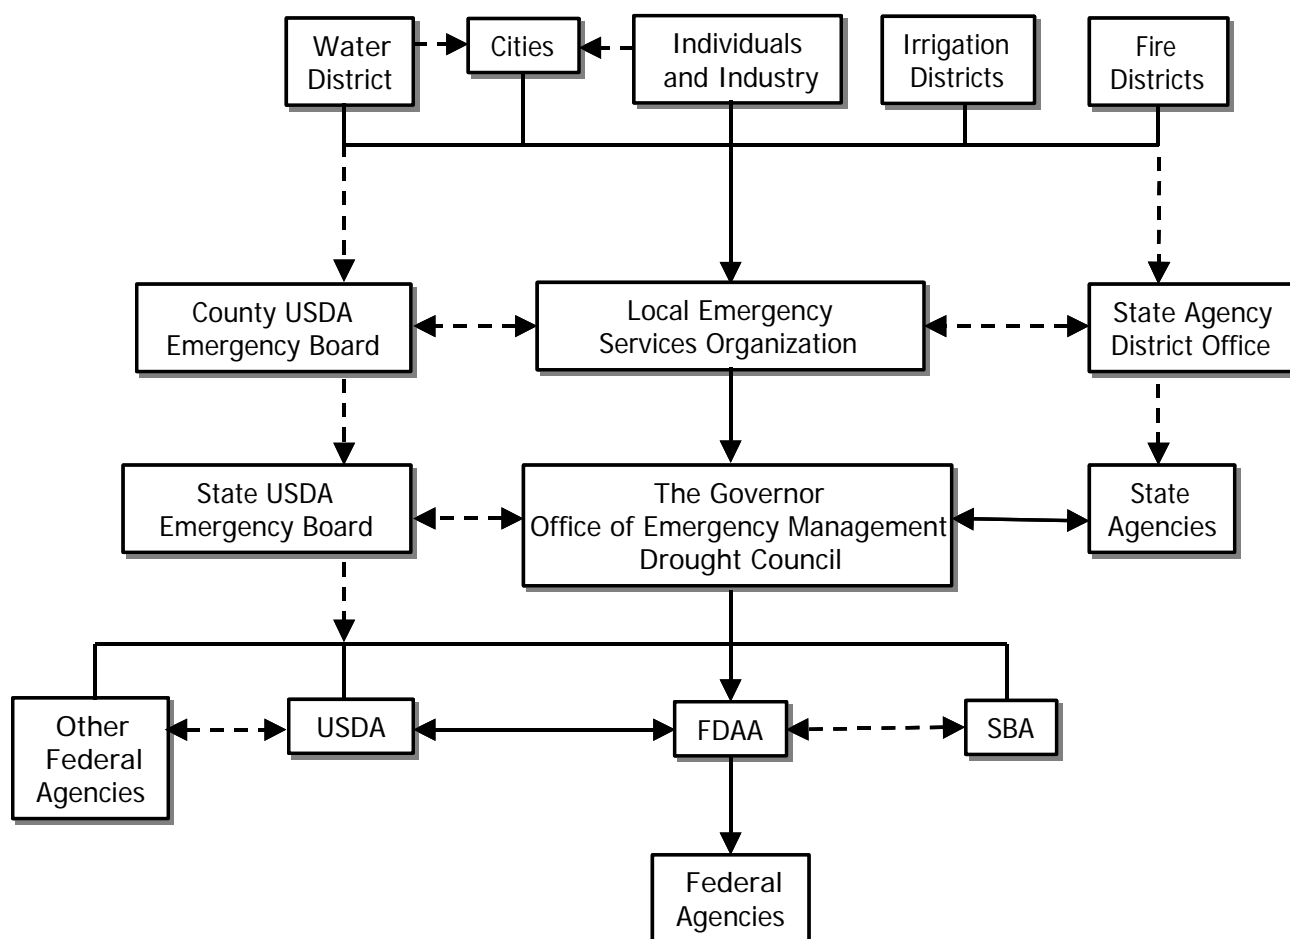 Water
District
Cities
Individuals
and Industry
Irrigation
Districts
Fire
Districts
County USDA
Emergency Board
Local Emergency
Services Organization
State Agency
District Office
State USDA
Emergency Board
The Governor
Office of Emergency Management
Drought Council
State
Agencies
Other
Federal
Agencies
USDA
FDAA
SBA
Federal
Agencies